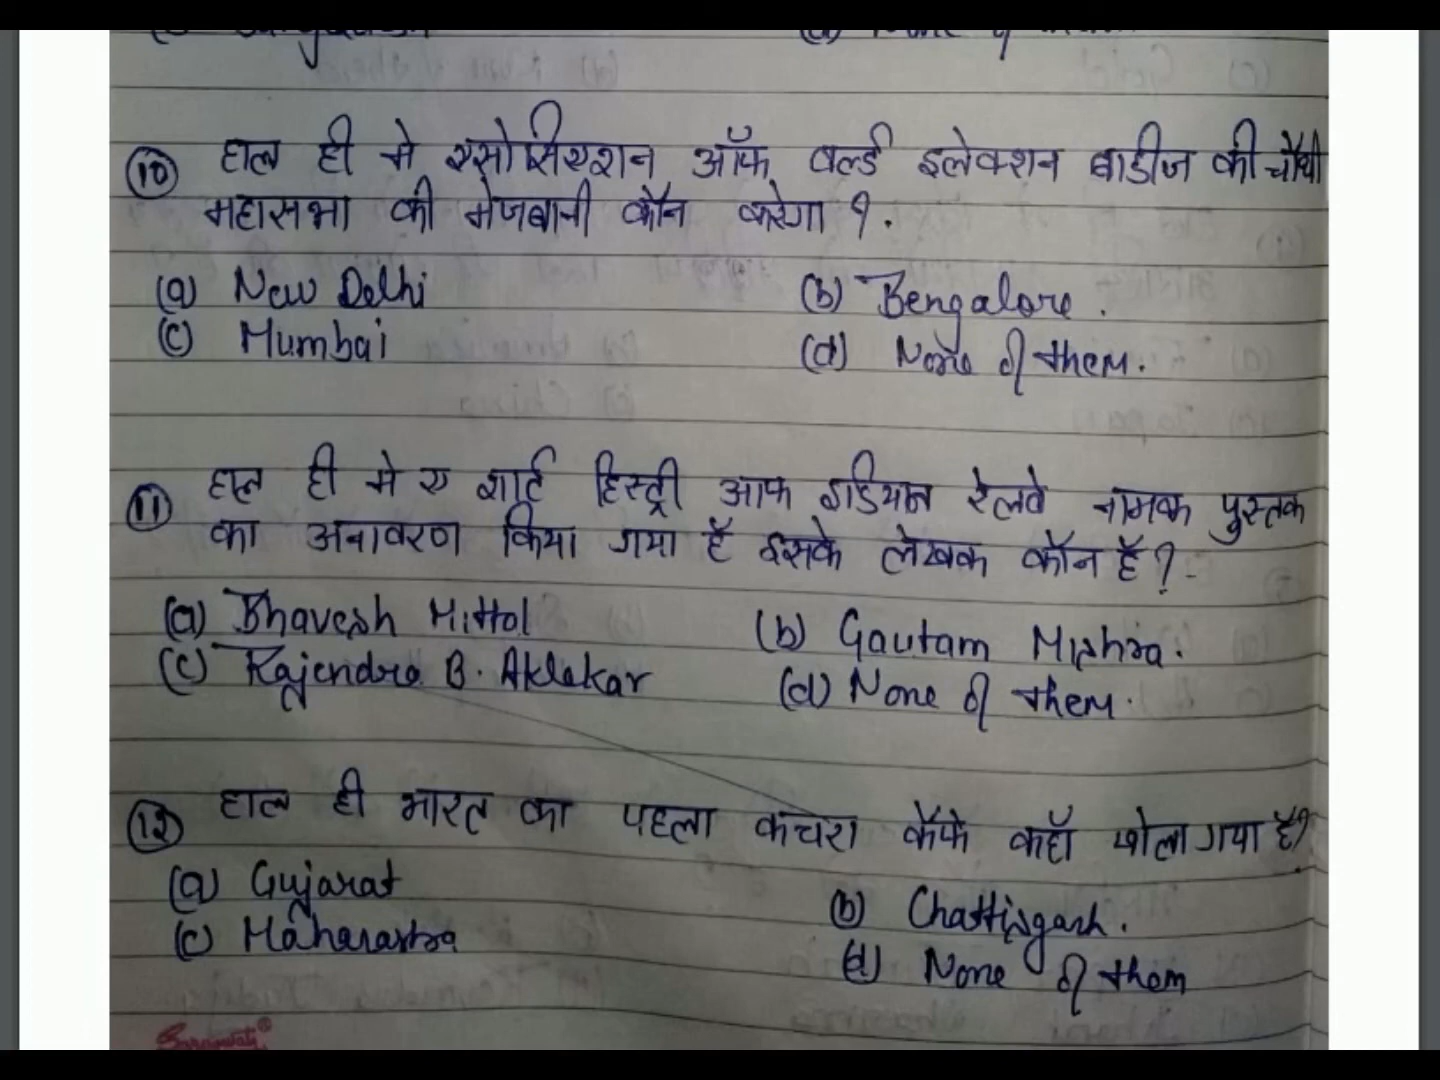 (10) हाल ही मे एसोसिएशन ऑफ वर्ल्ड इलेक्शन बाडीज की चौथी
महासभा की मेजबानी कौन करेगा ?.
(a) New Delhi (b) Bengalore.
(c) Mumbai (d) None of them.
(11) हाल ही मे ए शार्ट हिस्ट्री आफ इंडियन रेलवे नामक पुस्तक
का अनावरण किया गया है इसके लेखक कौन है ?-
(a) Bhavesh Mittal (b) Gautam Mishra.
(c) Rajendra B. Aklekar (d) None of them.
(12) हाल ही भारत का पहला कचरा कैफे कहाँ खोला गया है?
(a) Gujarat (b) Chattisgarh.
(c) Maharastra (d) None of them
Saraswati